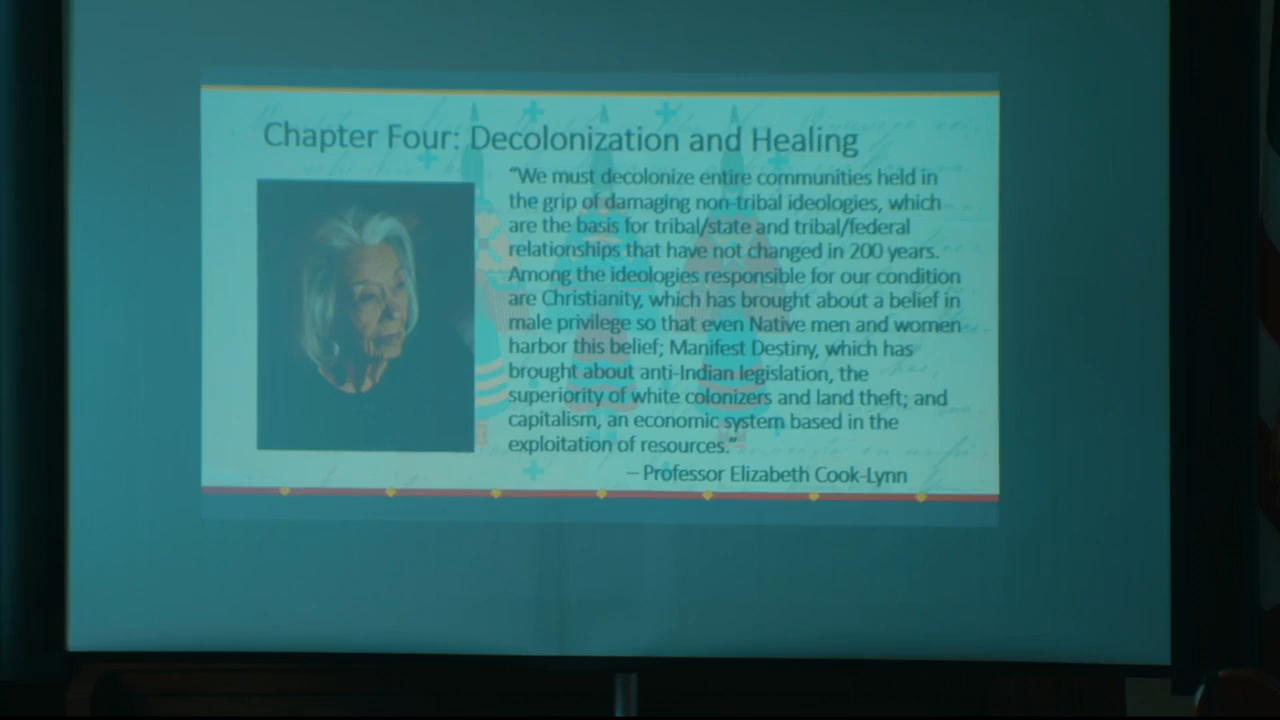 Chapter Four: Decolonization and Healing
“We must decolonize entire communities held in
the grip of damaging non-tribal ideologies, which
are the basis for tribal/state and tribal/federal
relationships that have not changed in 200 years.
Among the ideologies responsible for our condition
are Christianity, which has brought about a belief in
male privilege so that even Native men and women
harbor this belief; Manifest Destiny, which has
brought about anti-Indian legislation, the
superiority of white colonizers and land theft; and
capitalism, an economic system based in the
exploitation of resources.”
– Professor Elizabeth Cook-Lynn